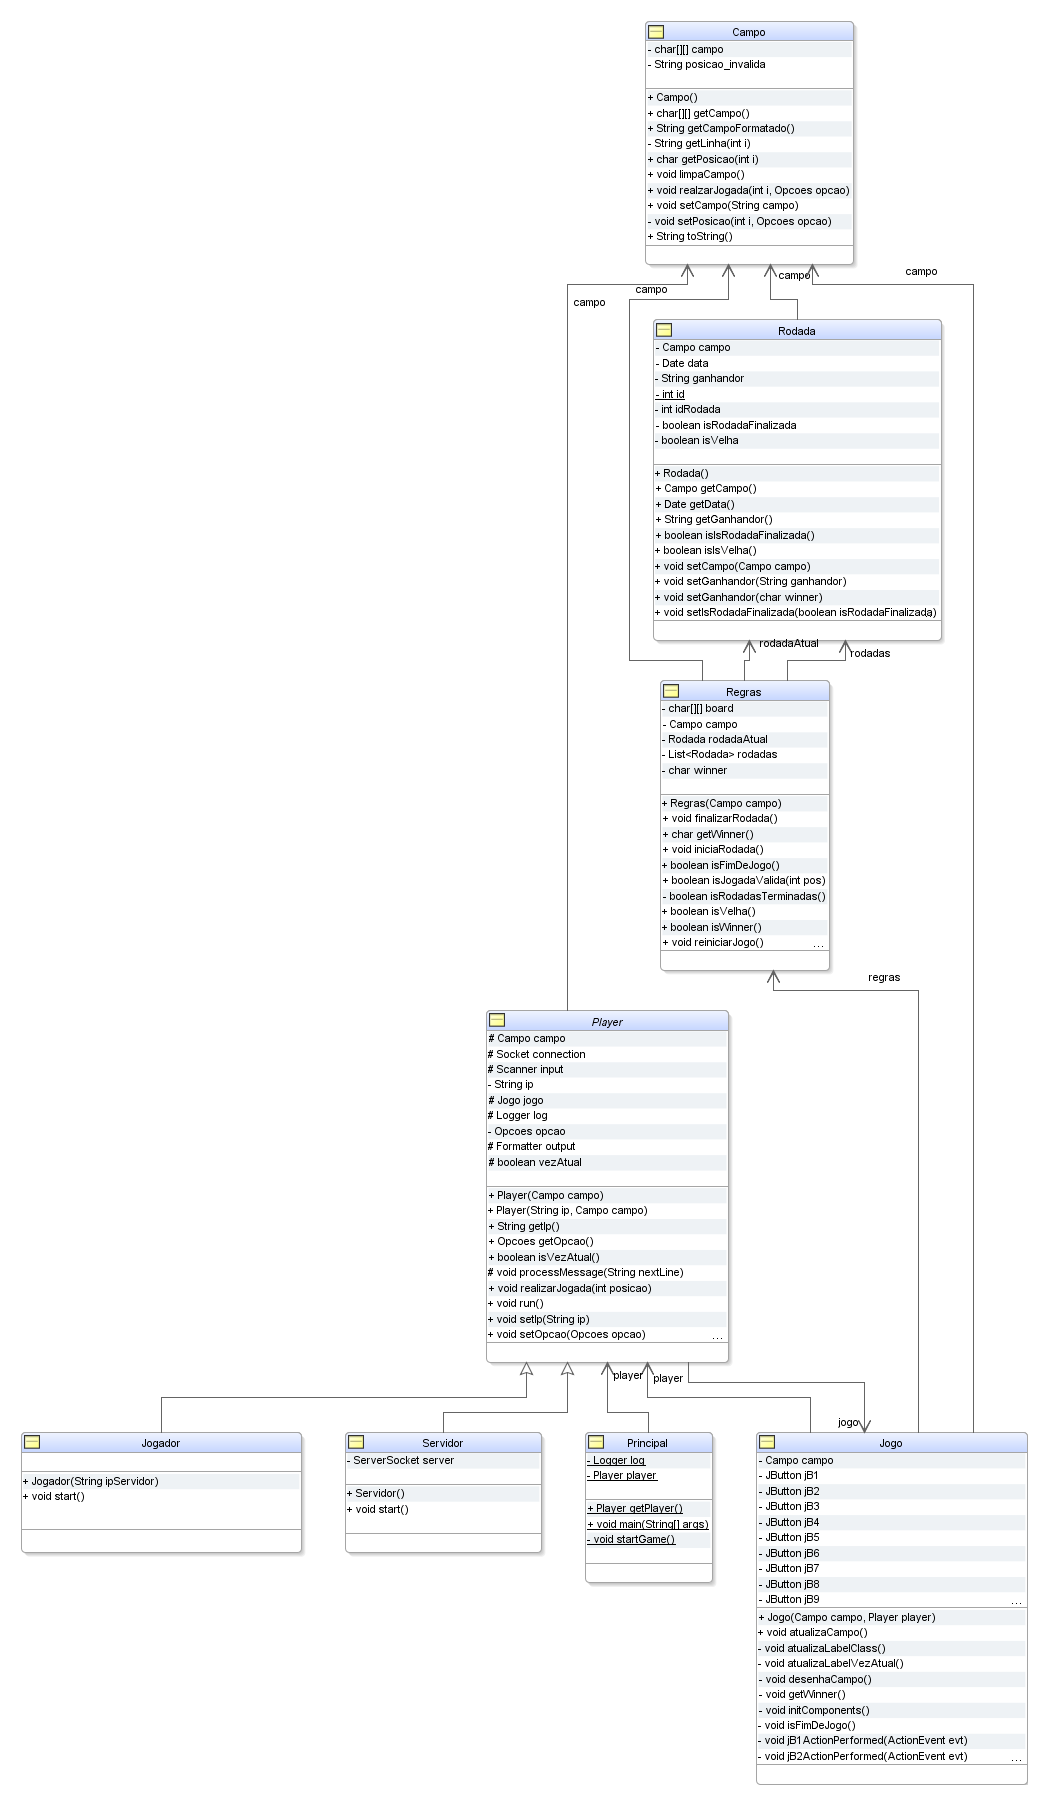 Campo
- char[][] campo
- String posicao_invalida
+ Campo()
+ char[][] getCampo()
+ String getCampoFormatado()
- String getLinha(int i)
+ char getPosicao(int i)
+ void limpaCampo()
+ void realzarJogada(int i, Opcoes opcao)
+ void setCampo(String campo)
- void setPosicao(int i, Opcoes opcao)
+ String toString()
campo
campo
campo
campo
Rodada
- Campo campo
- Date data
- String ganhandor
- int id
- int idRodada
- boolean isRodadaFinalizada
- boolean isVelha
+ Rodada()
+ Campo getCampo()
+ Date getData()
+ String getGanhandor()
+ boolean isIsRodadaFinalizada()
+ boolean isIsVelha()
+ void setCampo(Campo campo)
+ void setGanhandor(String ganhandor)
+ void setGanhandor(char winner)
+ void setIsRodadaFinalizada(boolean isRodadaFinalizada)
rodadaAtual
rodadas
Regras
- char[][] board
- Campo campo
- Rodada rodadaAtual
- List<Rodada> rodadas
- char winner
+ Regras(Campo campo)
+ void finalizarRodada()
+ char getWinner()
+ void iniciaRodada()
+ boolean isFimDeJogo()
+ boolean isJogadaValida(int pos)
- boolean isRodadasTerminadas()
+ boolean isVelha()
+ boolean isWinner()
+ void reiniciarJogo() ...
regras
Player
# Campo campo
# Socket connection
# Scanner input
- String ip
# Jogo jogo
# Logger log
- Opcoes opcao
# Formatter output
# boolean vezAtual
+ Player(Campo campo)
+ Player(String ip, Campo campo)
+ String getIp()
+ Opcoes getOpcao()
+ boolean isVezAtual()
# void processMessage(String nextLine)
+ void realizarJogada(int posicao)
+ void run()
+ void setIp(String ip)
+ void setOpcao(Opcoes opcao) ...
player
player
jogo
Jogador
+ Jogador(String ipServidor)
+ void start()
Servidor
- ServerSocket server
+ Servidor()
+ void start()
Principal
- Logger log
- Player player
+ Player getPlayer()
+ void main(String[] args)
- void startGame()
Jogo
- Campo campo
- JButton jB1
- JButton jB2
- JButton jB3
- JButton jB4
- JButton jB5
- JButton jB6
- JButton jB7
- JButton jB8
- JButton jB9 ...
+ Jogo(Campo campo, Player player)
+ void atualizaCampo()
- void atualizaLabelClass()
- void atualizaLabelVezAtual()
- void desenhaCampo()
- void getWinner()
- void initComponents()
- void isFimDeJogo()
- void jB1ActionPerformed(ActionEvent evt)
- void jB2ActionPerformed(ActionEvent evt) ...